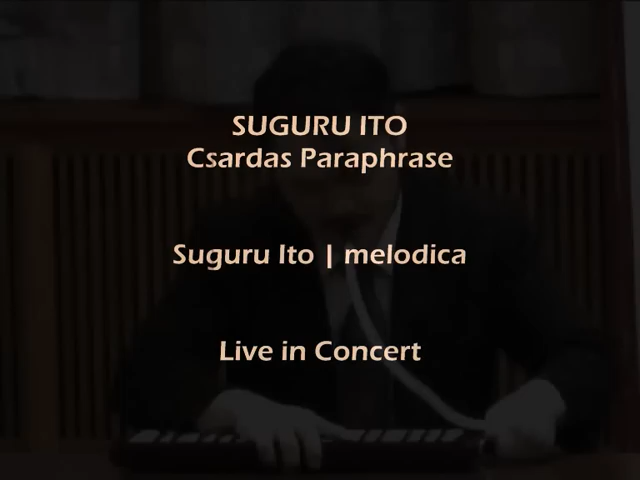 SUGURU ITO
Csardas Paraphrase
Suguru Ito | melodica
Live in Concert